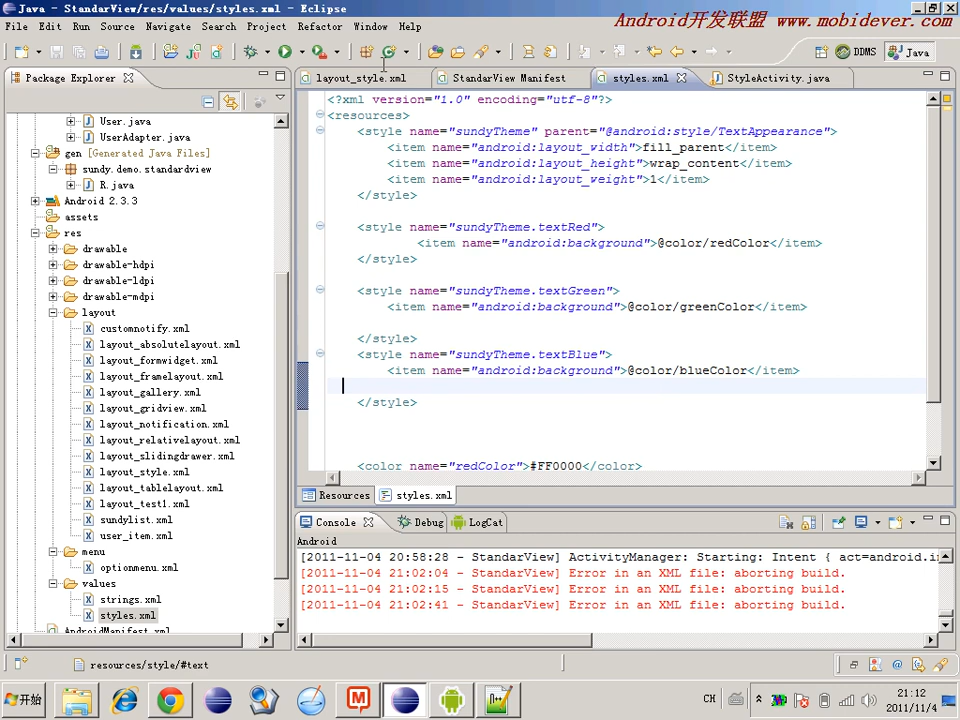 Java - StandarView/res/values/styles.xml - Eclipse
Android开发联盟 www.mobidever.com
File Edit Run Source Navigate Search Project Refactor Window Help
DDMS Java
Package Explorer
layout_style.xml StandarView Manifest styles.xml StyleActivity.java
User.java
UserAdapter.java
gen [Generated Java Files]
sundy.demo.standardview
R.java
Android 2.3.3
assets
res
drawable
drawable-hdpi
drawable-ldpi
drawable-mdpi
layout
customnotify.xml
layout_absolutelayout.xml
layout_formwidget.xml
layout_framelayout.xml
layout_gallery.xml
layout_gridview.xml
layout_notification.xml
layout_relativelayout.xml
layout_slidingdrawer.xml
layout_style.xml
layout_tablelayout.xml
layout_test1.xml
sundylist.xml
user_item.xml
menu
optionmenu.xml
values
strings.xml
styles.xml
AndroidManifest.xml
<?xml version="1.0" encoding="utf-8"?>
<resources>
<style name="sundyTheme" parent="@android:style/TextAppearance">
<item name="android:layout_width">fill_parent</item>
<item name="android:layout_height">wrap_content</item>
<item name="android:layout_weight">1</item>
</style>
<style name="sundyTheme.textRed">
<item name="android:background">@color/redColor</item>
</style>
<style name="sundyTheme.textGreen">
<item name="android:background">@color/greenColor</item>
</style>
<style name="sundyTheme.textBlue">
<item name="android:background">@color/blueColor</item>
</style>
<color name="redColor">#FF0000</color>
Resources styles.xml
Console Debug LogCat
Android
[2011-11-04 20:58:28 - StandarView] ActivityManager: Starting: Intent { act=android.in
[2011-11-04 21:02:04 - StandarView] Error in an XML file: aborting build.
[2011-11-04 21:02:15 - StandarView] Error in an XML file: aborting build.
[2011-11-04 21:02:41 - StandarView] Error in an XML file: aborting build.
resources/style/#text
开始
CH
21:12
2011/11/4